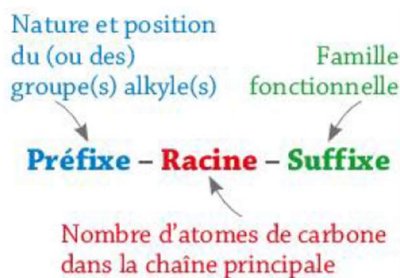 Nature et position
du (ou des)
groupe(s) alkyle(s)
Famille
fonctionnelle
Préfixe – Racine – Suffixe
Nombre d'atomes de carbone
dans la chaîne principale